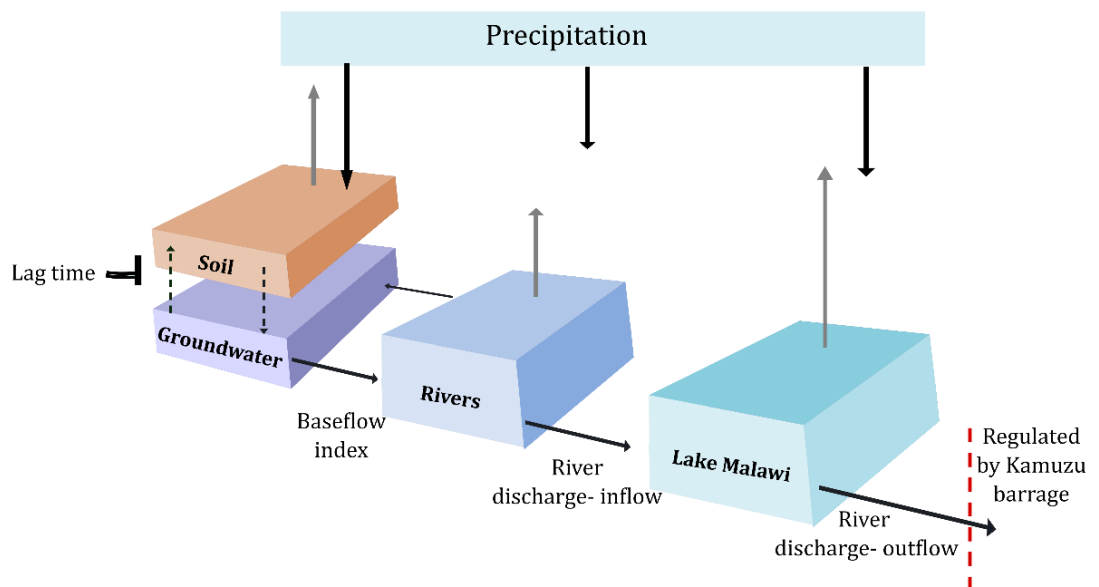 Precipitation
Soil
Lag time
Groundwater
Rivers
Baseflow
index
Lake Malawi
Regulated
by Kamuzu
barrage
River
discharge- inflow
River
discharge- outflow